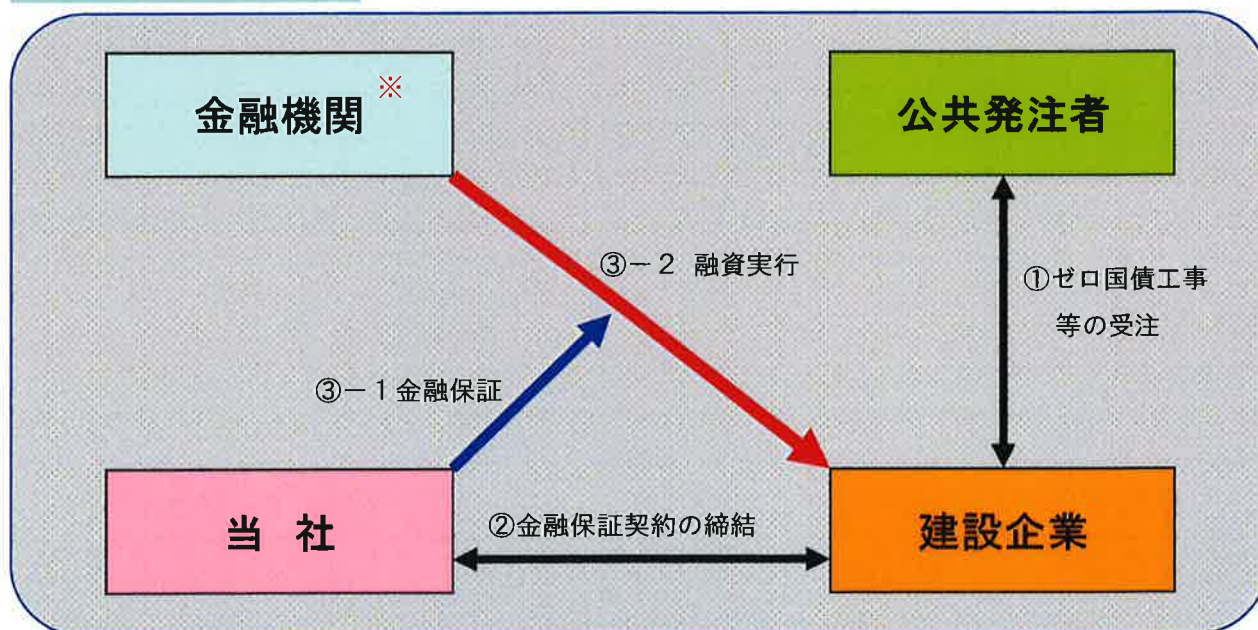 金融機関 ※
公共発注者
③－２ 融資実行
①ゼロ国債工事
等の受注
③－１金融保証
②金融保証契約の締結
当 社
建設企業